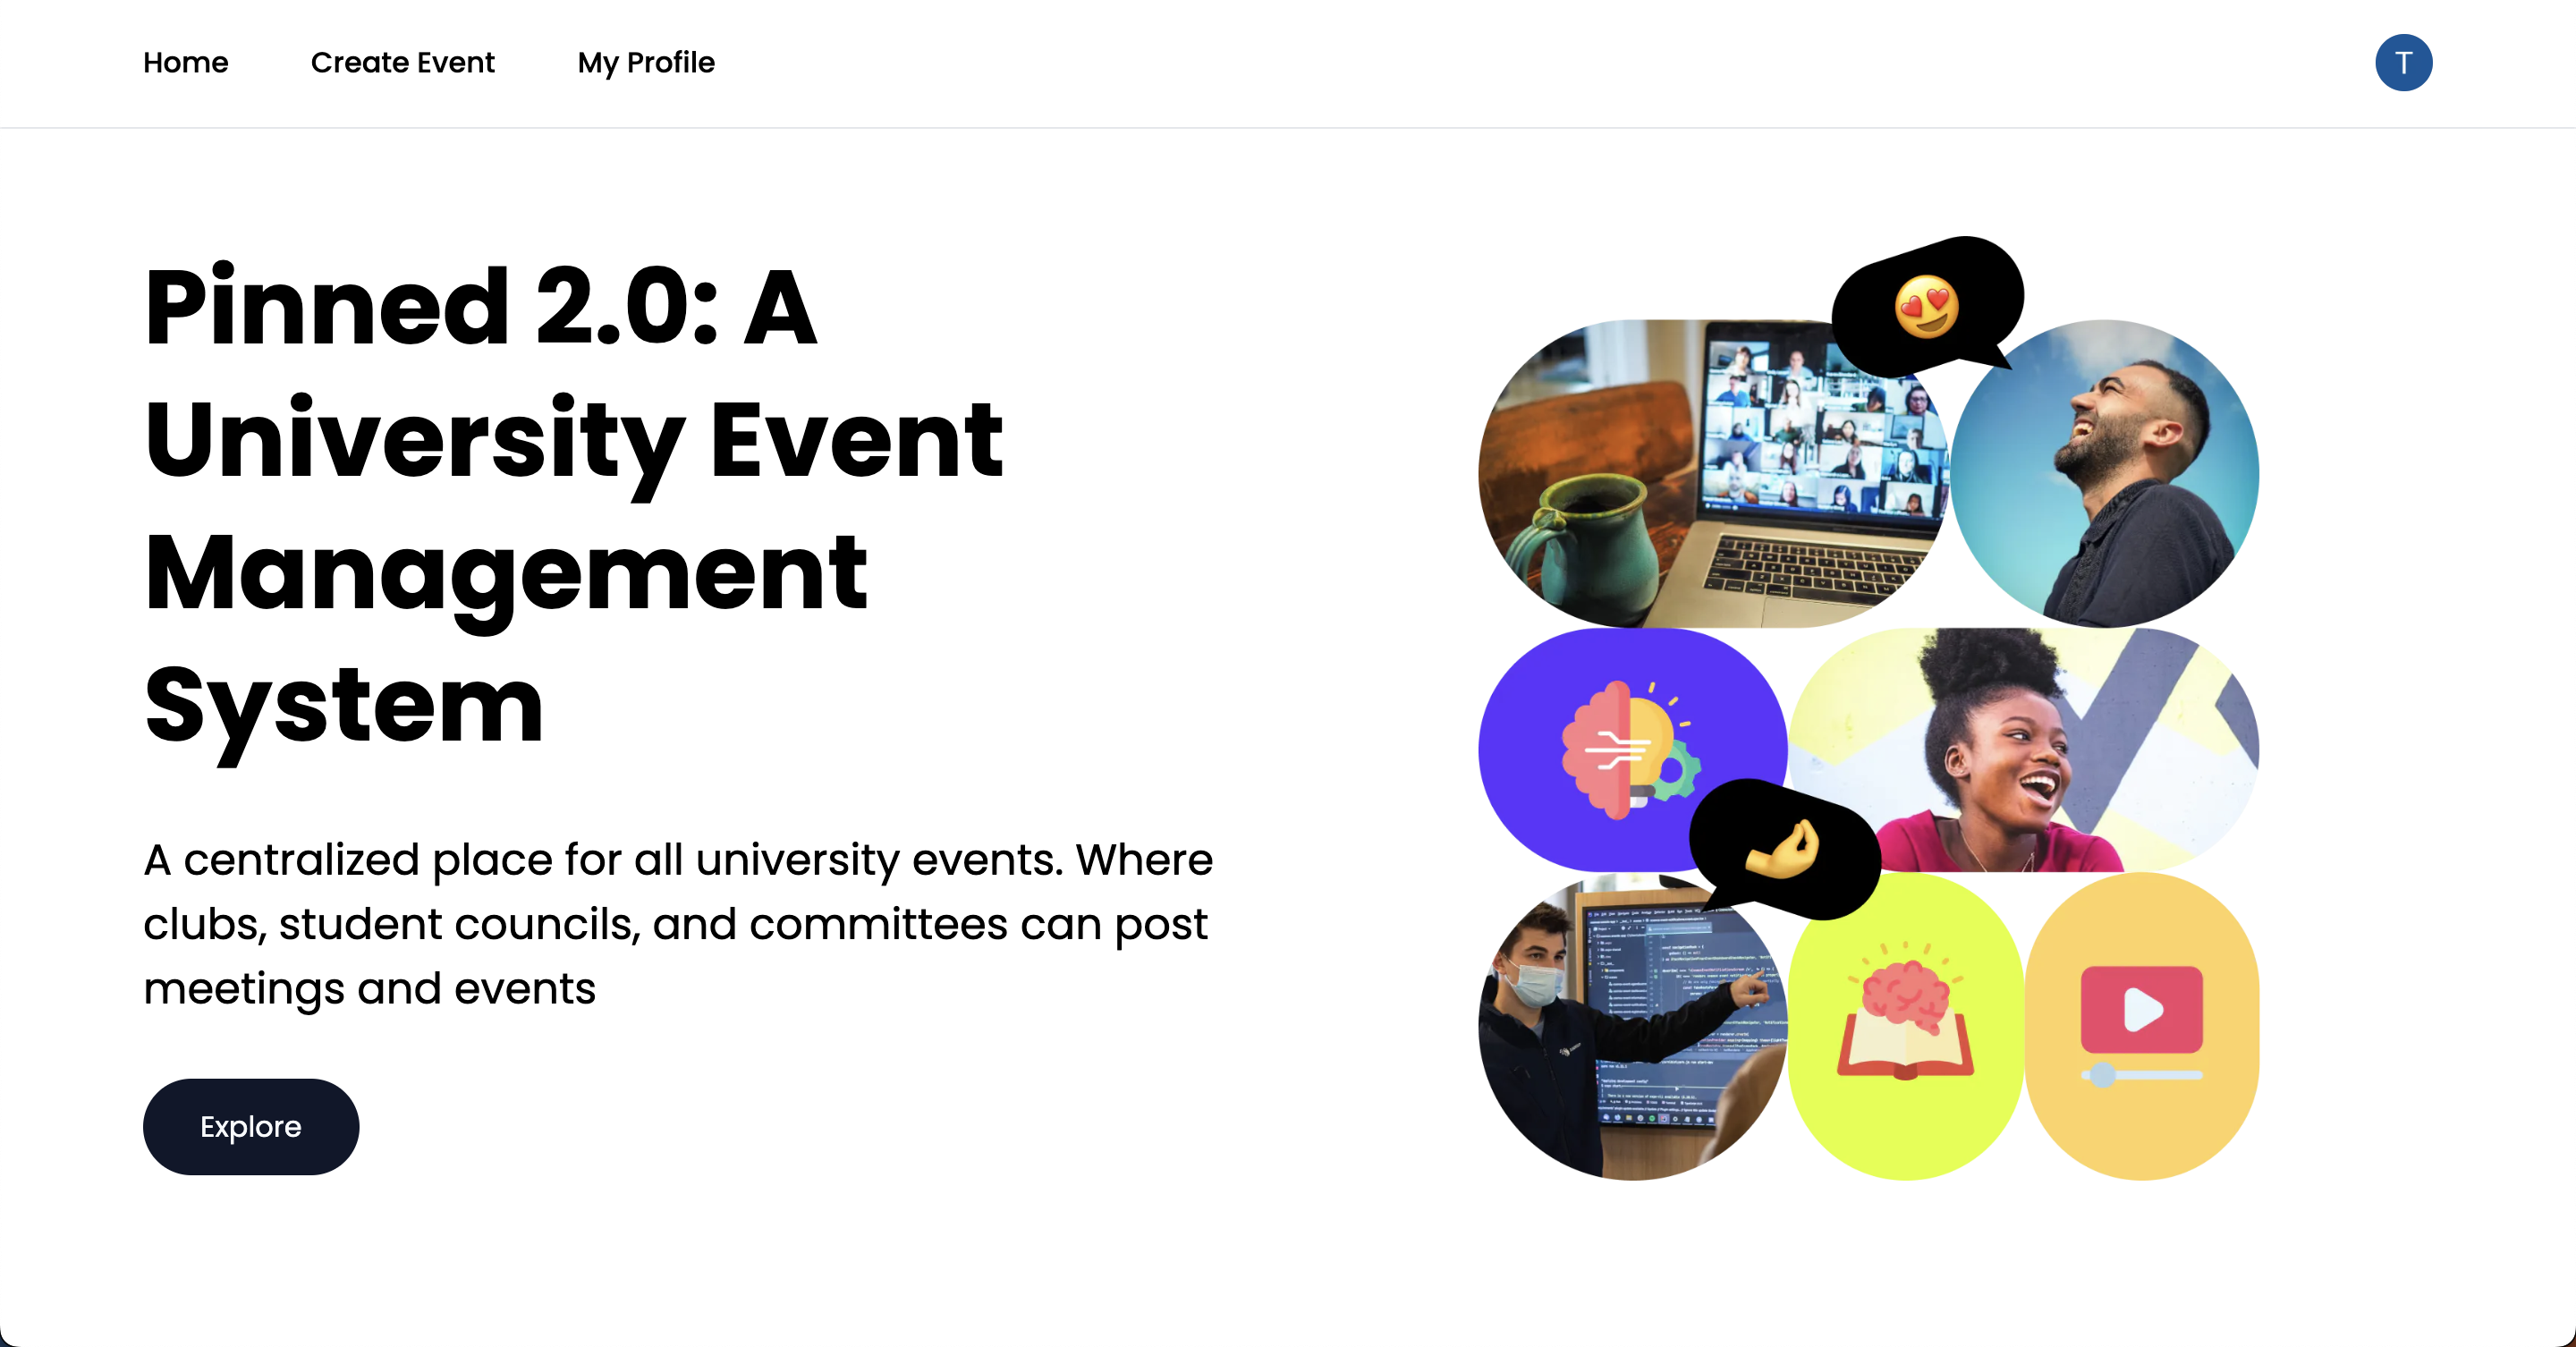 Home Create Event My Profile T
Pinned 2.0: A
University Event
Management
System
A centralized place for all university events. Where
clubs, student councils, and committees can post
meetings and events
Explore